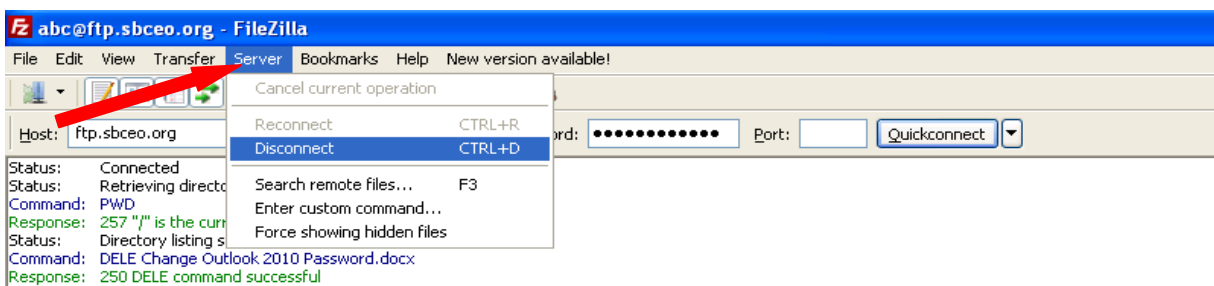 Fz abc@ftp.sbceo.org - FileZilla
File Edit View Transfer Server Bookmarks Help New version available!
Cancel current operation
Reconnect CTRL+R
Host: ftp.sbceo.org ord: ●●●●●●●●●●●● Port: Quickconnect
Disconnect CTRL+D
Search remote files... F3
Enter custom command...
Force showing hidden files
Status: Connected
Status: Retrieving directo
Command: PWD
Response: 257 "/" is the curr
Status: Directory listing s
Command: DELE Change Outlook 2010 Password.docx
Response: 250 DELE command successful